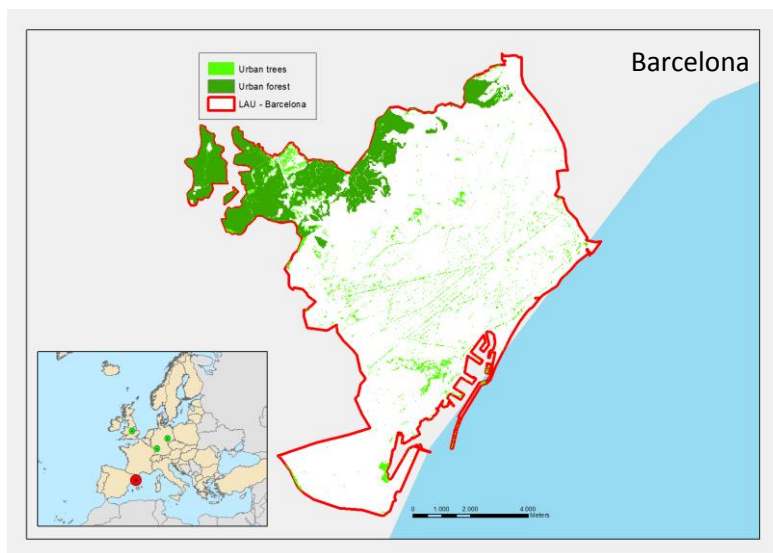 Barcelona
Urban trees
Urban forest
LAU - Barcelona
0 1.000 2.000 4.000
Meters